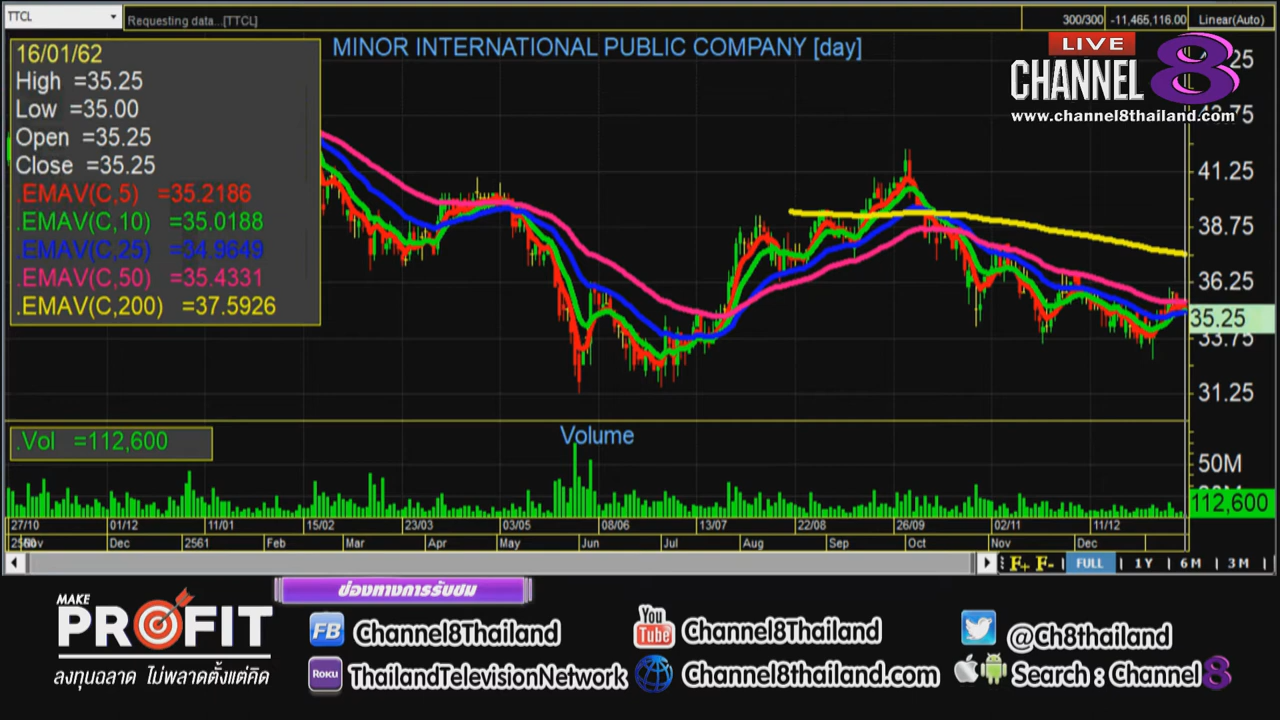 TTCL
Requesting data...[TTCL]
300/300
-11,465,116.00
Linear(Auto)
MINOR INTERNATIONAL PUBLIC COMPANY [day]
LIVE
CHANNEL 8
www.channel8thailand.com
16/01/62
High =35.25
Low =35.00
Open =35.25
Close =35.25
.EMAV(C,5) =35.2186
.EMAV(C,10) =35.0188
.EMAV(C,25) =34.9649
.EMAV(C,50) =35.4331
.EMAV(C,200) =37.5926
41.25
38.75
36.25
35.25
33.75
31.25
.Vol =112,600
Volume
50M
112,600
27/10 01/12 11/01 15/02 23/03 03/05 08/06 13/07 22/08 26/09 02/11 11/12
Nov Dec 2561 Feb Mar Apr May Jun Jul Aug Sep Oct Nov Dec
F+ F- FULL 1Y 6M 3M
ช่องทางการรับชม
MAKE
PROFIT
ลงทุนฉลาด ไม่พลาดตั้งแต่คิด
FB Channel8Thailand
You Tube Channel8Thailand
@Ch8thailand
Roku ThailandTelevisionNetwork
Channel8thailand.com
Search : Channel 8